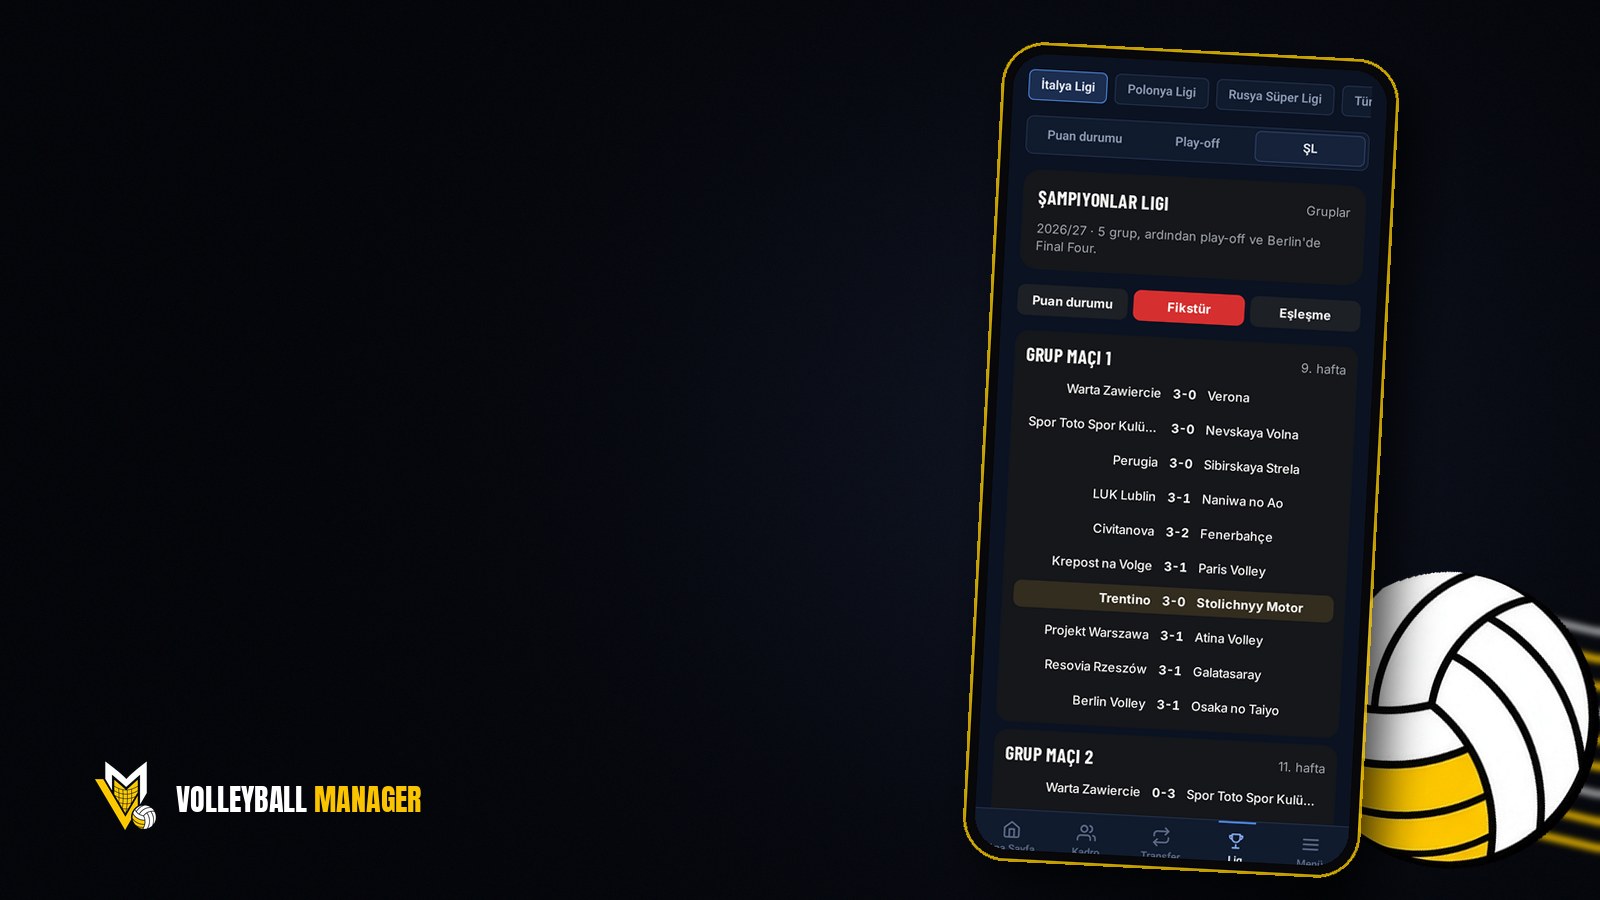 İtalya Ligi
Polonya Ligi
Rusya Süper Ligi
Tür
Puan durumu
Play-off
ŞL
ŞAMPIYONLAR LIGI
Gruplar
2026/27 · 5 grup, ardından play-off ve Berlin'de
Final Four.
Puan durumu
Fikstür
Eşleşme
GRUP MAÇI 1
9. hafta
Warta Zawiercie 3-0 Verona
Spor Toto Spor Kulü... 3-0 Nevskaya Volna
Perugia 3-0 Sibirskaya Strela
LUK Lublin 3-1 Naniwa no Ao
Civitanova 3-2 Fenerbahçe
Krepost na Volge 3-1 Paris Volley
Trentino 3-0 Stolichnyy Motor
Projekt Warszawa 3-1 Atina Volley
Resovia Rzeszów 3-1 Galatasaray
Berlin Volley 3-1 Osaka no Taiyo
GRUP MAÇI 2
11. hafta
Warta Zawiercie 0-3 Spor Toto Spor Kulü...
Sayfa
Kadro
Transfer
Lig
Menü
VOLLEYBALL MANAGER